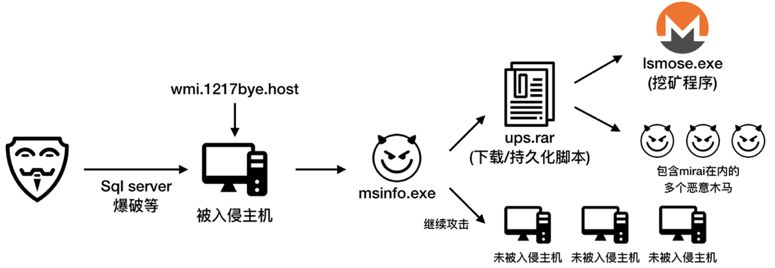 wmi.1217bye.host
Sql server
爆破等
被入侵主机
msinfo.exe
ups.rar
(下载/持久化脚本)
lsmose.exe
(挖矿程序)
包含mirai在内的
多个恶意木马
继续攻击
未被入侵主机
未被入侵主机
未被入侵主机